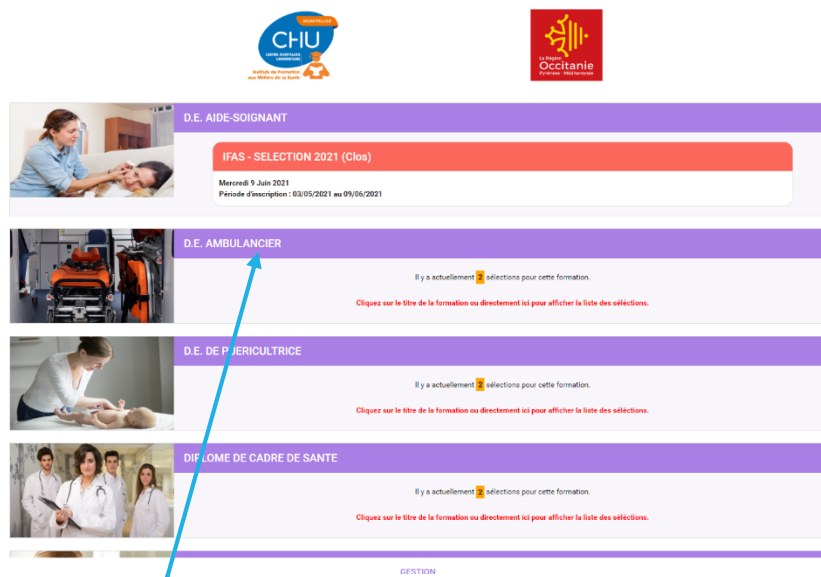 MONTPELLIER
CHU
CENTRE HOSPITALIER
UNIVERSITAIRE
Instituts de Formation
aux Métiers de la Santé
La Région
Occitanie
Pyrénées - Méditerranée
D.E. AIDE-SOIGNANT
IFAS - SELECTION 2021 (Clos)
Mercredi 9 Juin 2021
Période d'inscription : 03/05/2021 au 09/06/2021
D.E. AMBULANCIER
Il y a actuellement 2 sélections pour cette formation.
Cliquez sur le titre de la formation ou directement ici pour afficher la liste des séléctions.
D.E. DE PUERICULTRICE
Il y a actuellement 2 sélections pour cette formation.
Cliquez sur le titre de la formation ou directement ici pour afficher la liste des séléctions.
DIPLOME DE CADRE DE SANTE
Il y a actuellement 2 sélections pour cette formation.
Cliquez sur le titre de la formation ou directement ici pour afficher la liste des séléctions.
GESTION